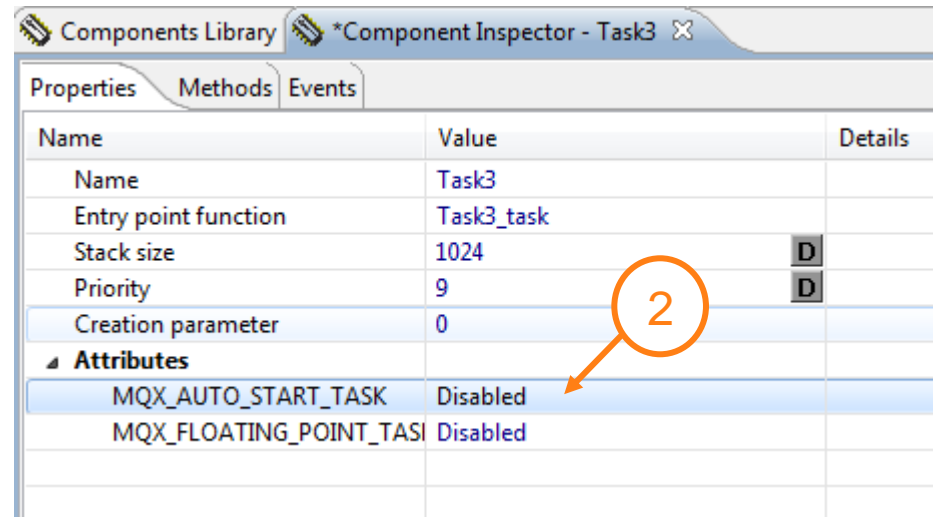 Components Library *Component Inspector - Task3
Properties Methods Events
Name Value Details
Name Task3
Entry point function Task3_task
Stack size 1024 D
Priority 9 D
Creation parameter 0
Attributes
MQX_AUTO_START_TASK Disabled
MQX_FLOATING_POINT_TASI Disabled
2